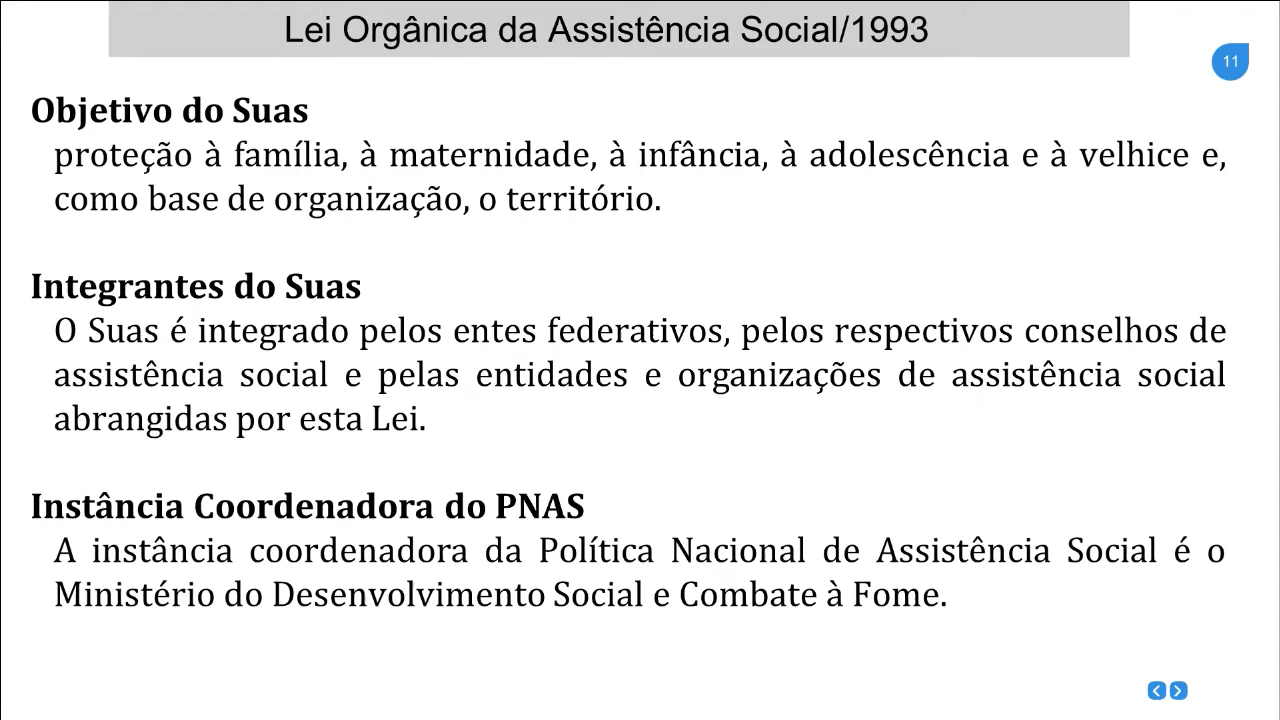 Lei Orgânica da Assistência Social/1993
11
Objetivo do Suas
proteção à família, à maternidade, à infância, à adolescência e à velhice e,
como base de organização, o território.
Integrantes do Suas
O Suas é integrado pelos entes federativos, pelos respectivos conselhos de
assistência social e pelas entidades e organizações de assistência social
abrangidas por esta Lei.
Instância Coordenadora do PNAS
A instância coordenadora da Política Nacional de Assistência Social é o
Ministério do Desenvolvimento Social e Combate à Fome.